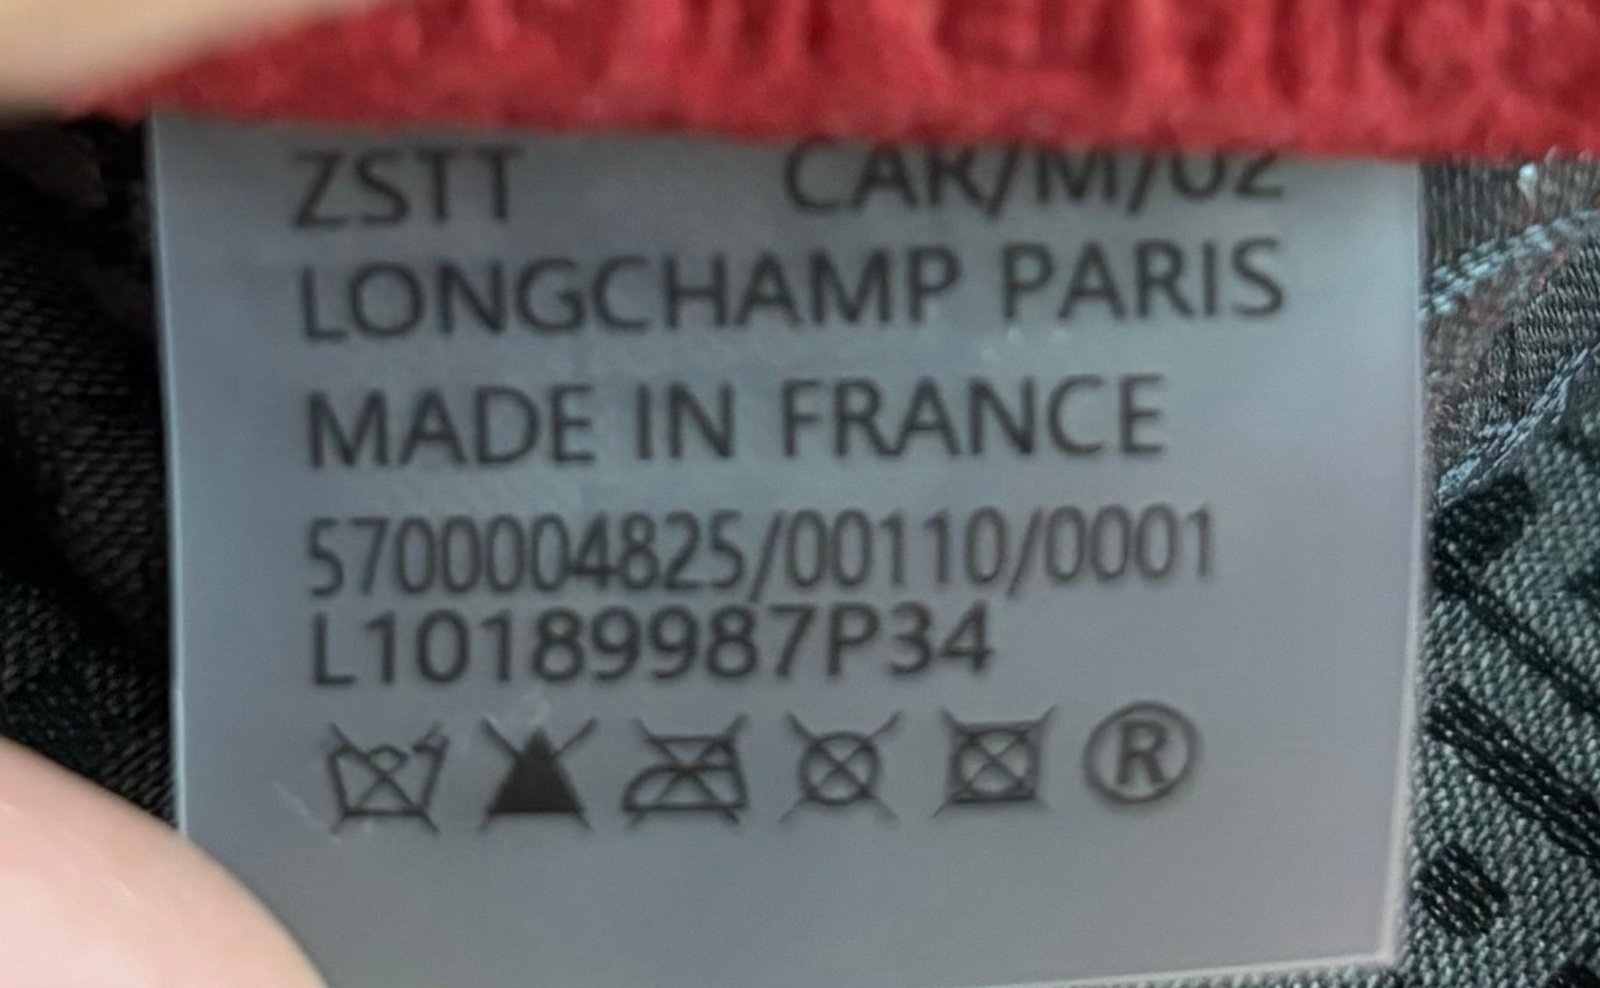 ZSTT CAR/M/02
LONGCHAMP PARIS
MADE IN FRANCE
5700004825/00110/0001
L10189987P34
®